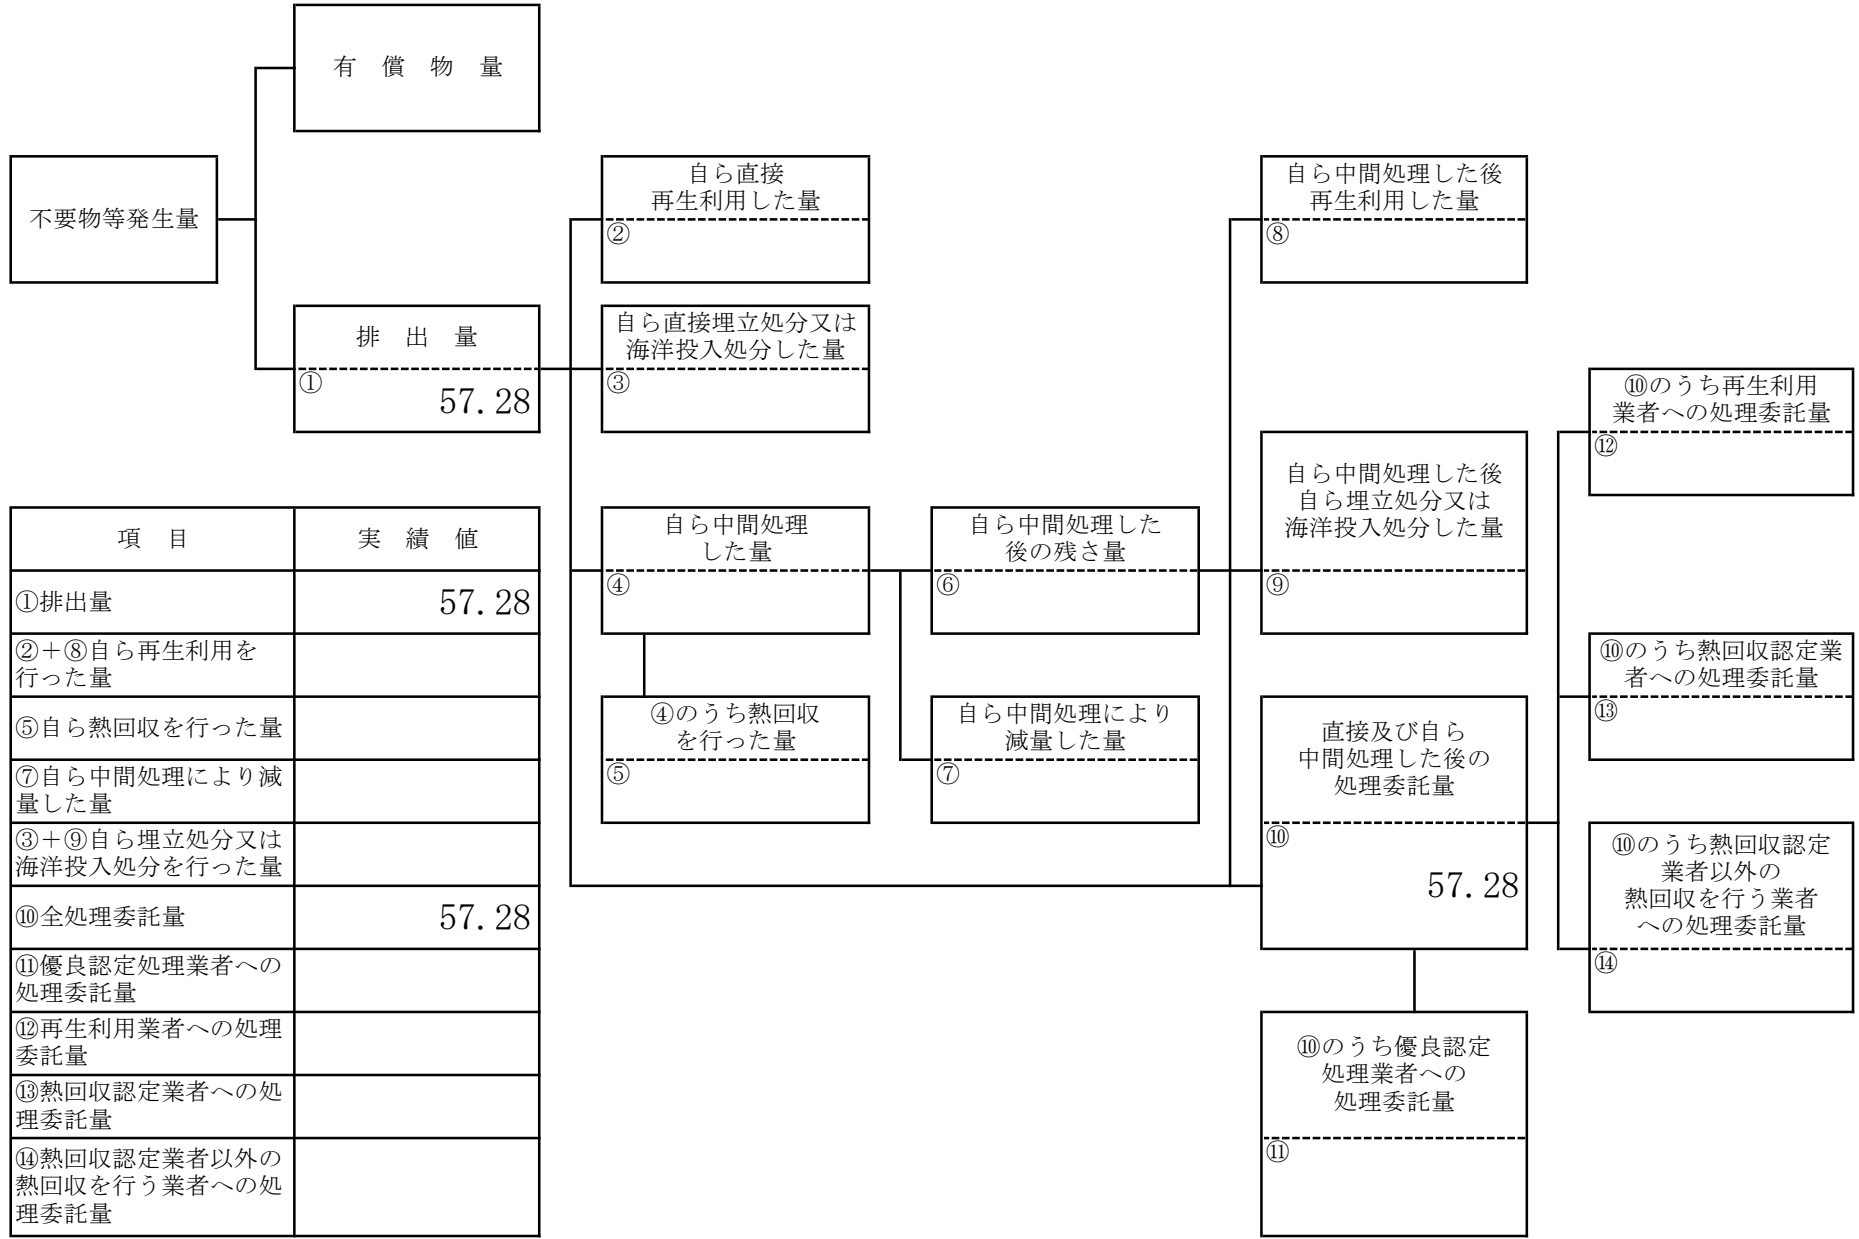 有 償 物 量
不要物等発生量
排 出 量
①
57.28
自ら直接
再生利用した量
②
自ら直接埋立処分又は
海洋投入処分した量
③
自ら中間処理
した量
④
④のうち熱回収
を行った量
⑤
自ら中間処理した
後の残さ量
⑥
自ら中間処理により
減量した量
⑦
自ら中間処理した後
再生利用した量
⑧
自ら中間処理した後
自ら埋立処分又は
海洋投入処分した量
⑨
直接及び自ら
中間処理した後の
処理委託量
⑩
57.28
⑩のうち優良認定
処理業者への
処理委託量
⑪
⑩のうち再生利用
業者への処理委託量
⑫
⑩のうち熱回収認定業
者への処理委託量
⑬
⑩のうち熱回収認定
業者以外の
熱回収を行う業者
への処理委託量
⑭
項 目 実 績 値
①排出量 57.28
②＋⑧自ら再生利用を
行った量
⑤自ら熱回収を行った量
⑦自ら中間処理により減
量した量
③＋⑨自ら埋立処分又は
海洋投入処分を行った量
⑩全処理委託量 57.28
⑪優良認定処理業者への
処理委託量
⑫再生利用業者への処理
委託量
⑬熱回収認定業者への処
理委託量
⑭熱回収認定業者以外の
熱回収を行う業者への処
理委託量